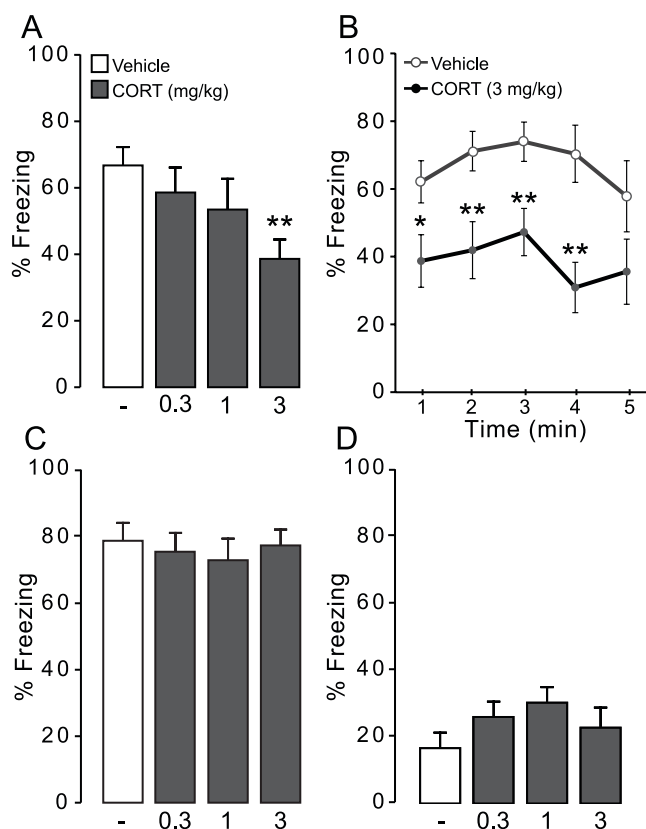 A
100
80
60
40
20
0
% Freezing
Vehicle
CORT (mg/kg)
**
- 0.3 1 3
B
100
80
60
40
20
0
% Freezing
Vehicle
CORT (3 mg/kg)
* ** ** **
1 2 3 4 5
Time (min)
C
100
80
60
40
20
0
% Freezing
- 0.3 1 3
D
100
80
60
40
20
0
% Freezing
- 0.3 1 3